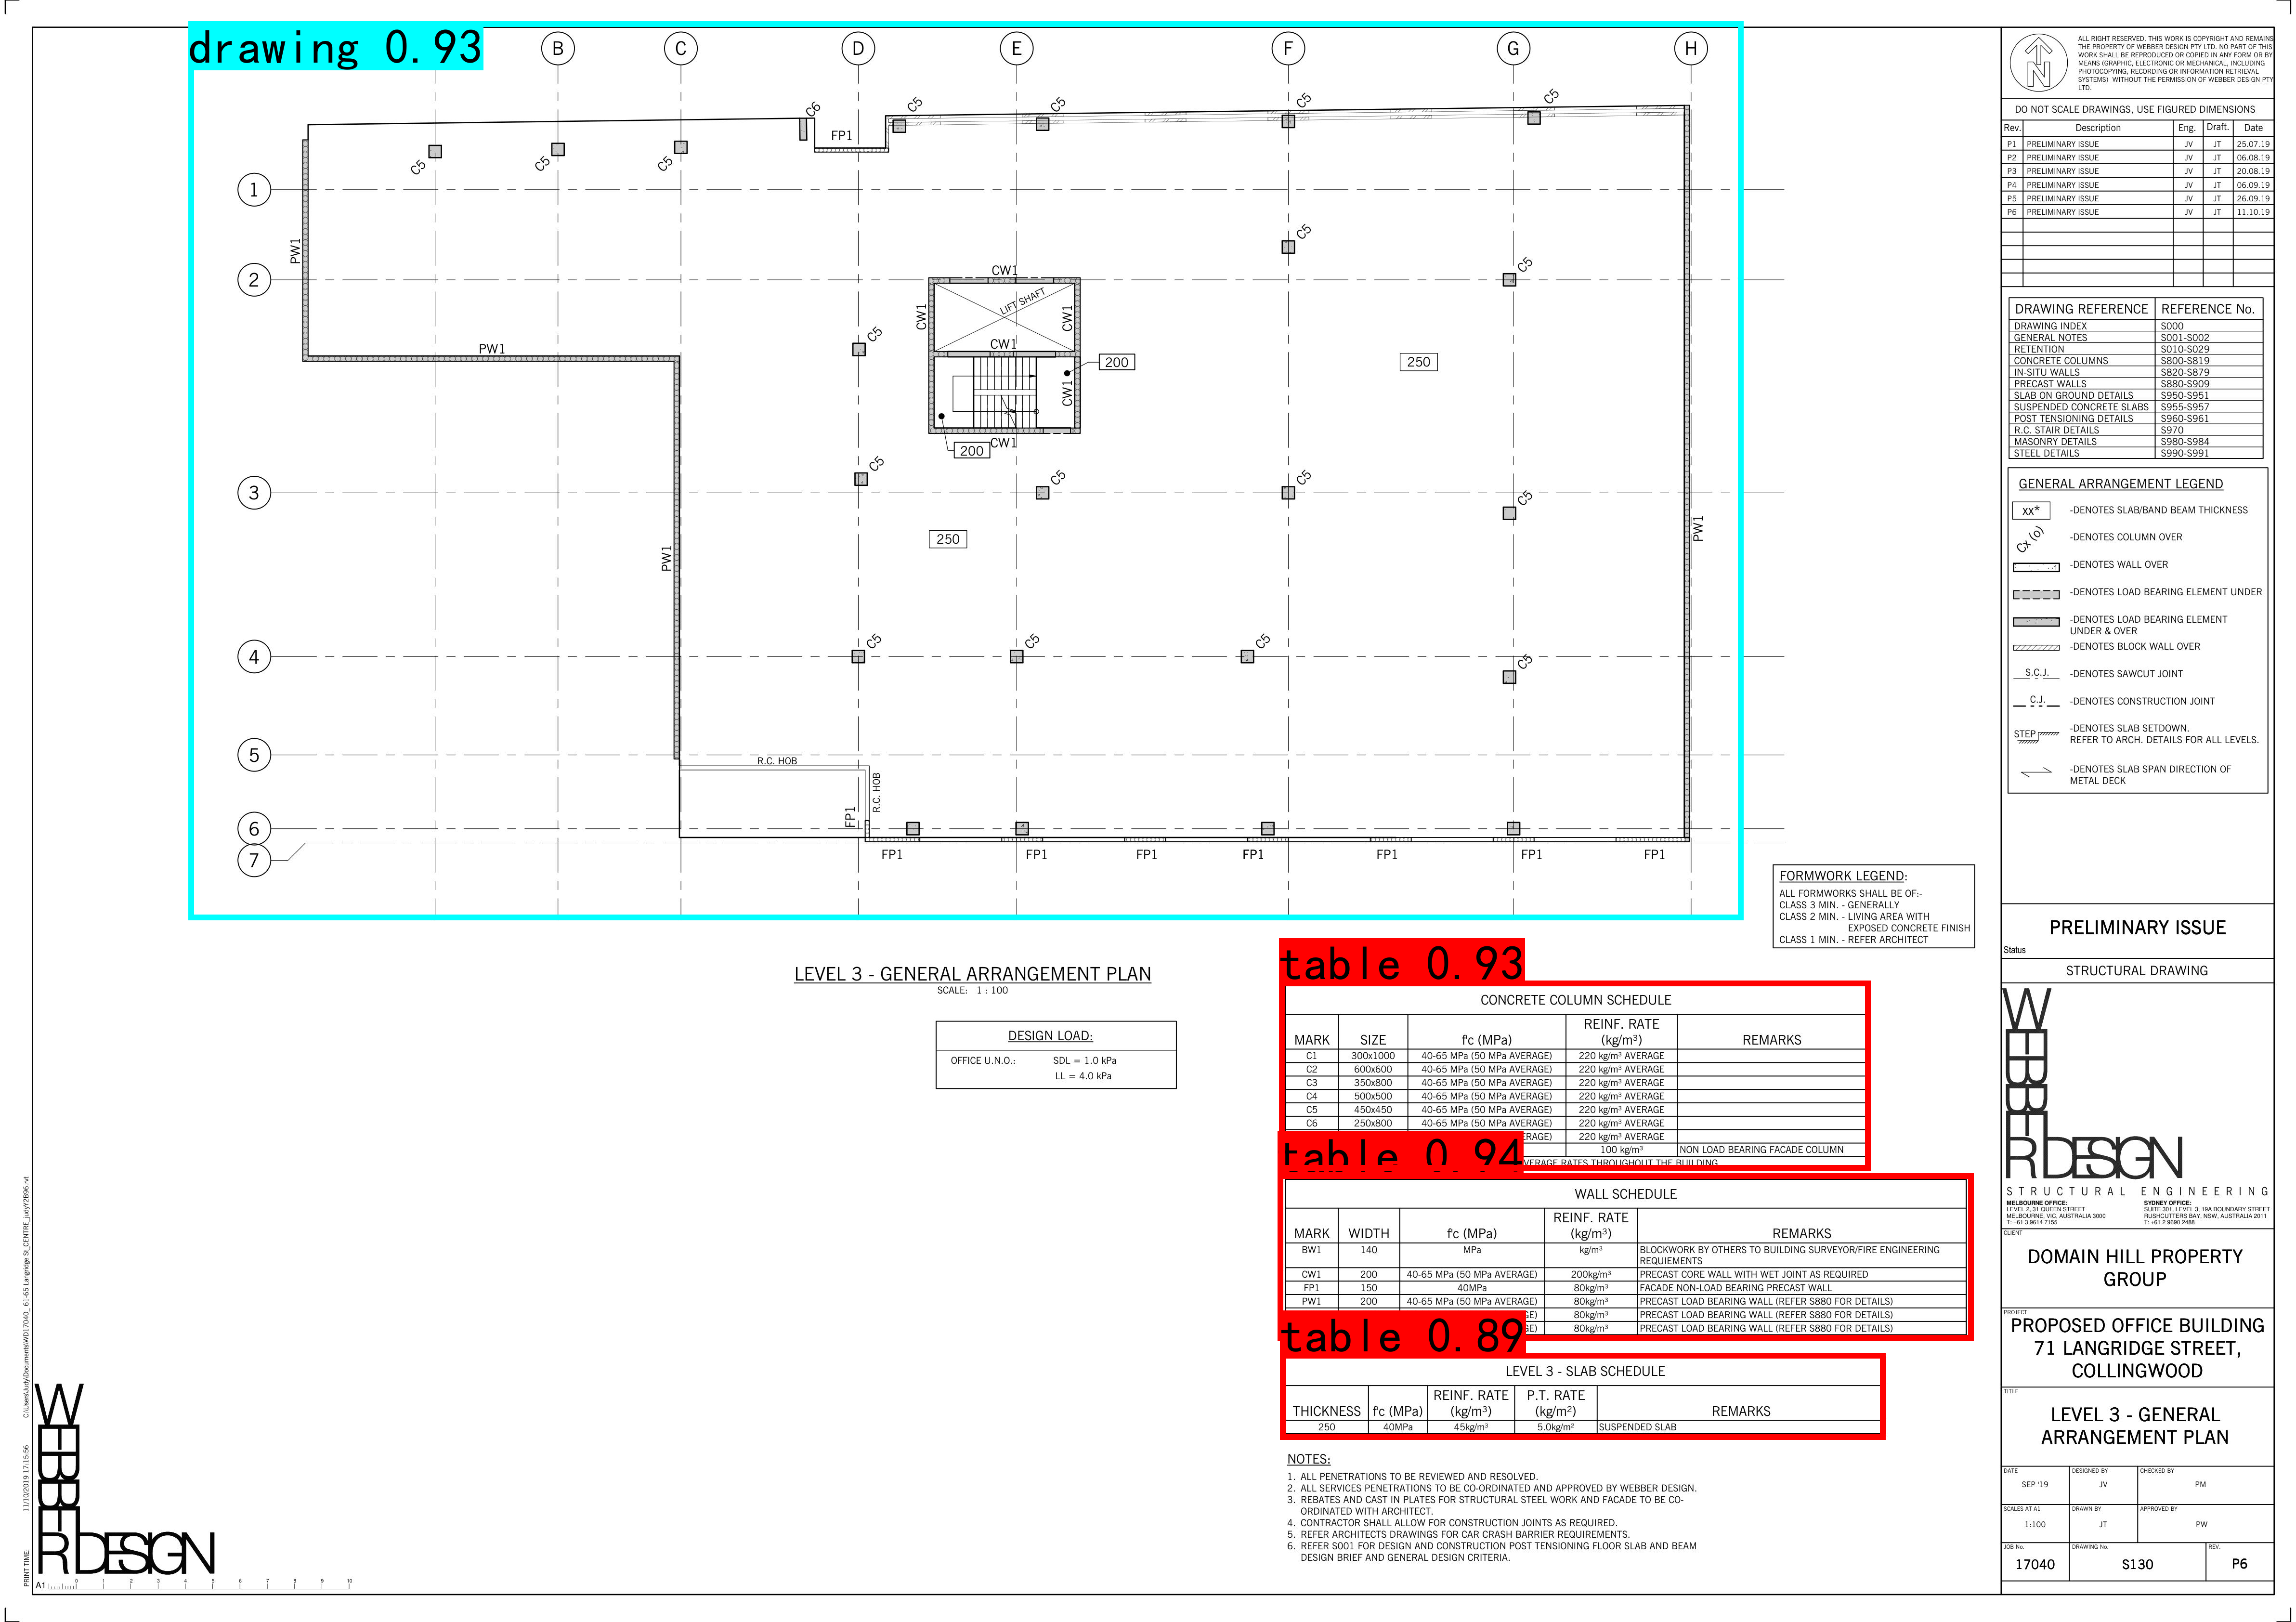 drawing 0.93
B
C
D
E
F
G
H
C6
C5
C5
C5
C5
FP1
C5
C5
C5
1
PW1
C5
2
CW1
C5
LIFT SHAFT
CW1
CW1
C5
CW1
PW1
200
250
CW1
200
CW1
C5
C5
C5
3
C5
PW1
250
PW1
C5
C5
C5
4
C5
5
R.C. HOB
R.C. HOB
FP1
6
7
FP1
FP1
FP1
FP1
FP1
FP1
FP1
LEVEL 3 - GENERAL ARRANGEMENT PLAN
SCALE: 1 : 100
DESIGN LOAD:
OFFICE U.N.O.: SDL = 1.0 kPa
LL = 4.0 kPa
FORMWORK LEGEND:
ALL FORMWORKS SHALL BE OF:-
CLASS 3 MIN. - GENERALLY
CLASS 2 MIN. - LIVING AREA WITH
EXPOSED CONCRETE FINISH
CLASS 1 MIN. - REFER ARCHITECT
table 0.93
CONCRETE COLUMN SCHEDULE
MARK SIZE f'c (MPa) REINF. RATE (kg/m³) REMARKS
C1 300x1000 40-65 MPa (50 MPa AVERAGE) 220 kg/m³ AVERAGE
C2 600x600 40-65 MPa (50 MPa AVERAGE) 220 kg/m³ AVERAGE
C3 350x800 40-65 MPa (50 MPa AVERAGE) 220 kg/m³ AVERAGE
C4 500x500 40-65 MPa (50 MPa AVERAGE) 220 kg/m³ AVERAGE
C5 450x450 40-65 MPa (50 MPa AVERAGE) 220 kg/m³ AVERAGE
C6 250x800 40-65 MPa (50 MPa AVERAGE) 220 kg/m³ AVERAGE
220 kg/m³ AVERAGE
100 kg/m³ NON LOAD BEARING FACADE COLUMN
RATES THROUGHOUT THE BUILDING
table 0.94
WALL SCHEDULE
MARK WIDTH f'c (MPa) REINF. RATE (kg/m³) REMARKS
BW1 140 MPa kg/m³ BLOCKWORK BY OTHERS TO BUILDING SURVEYOR/FIRE ENGINEERING
REQUIEMENTS
CW1 200 40-65 MPa (50 MPa AVERAGE) 200kg/m³ PRECAST CORE WALL WITH WET JOINT AS REQUIRED
FP1 150 40MPa 80kg/m³ FACADE NON-LOAD BEARING PRECAST WALL
PW1 200 40-65 MPa (50 MPa AVERAGE) 80kg/m³ PRECAST LOAD BEARING WALL (REFER S880 FOR DETAILS)
80kg/m³ PRECAST LOAD BEARING WALL (REFER S880 FOR DETAILS)
80kg/m³ PRECAST LOAD BEARING WALL (REFER S880 FOR DETAILS)
table 0.89
LEVEL 3 - SLAB SCHEDULE
THICKNESS f'c (MPa) REINF. RATE (kg/m³) P.T. RATE (kg/m²) REMARKS
250 40MPa 45kg/m³ 5.0kg/m² SUSPENDED SLAB
NOTES:
1. ALL PENETRATIONS TO BE REVIEWED AND RESOLVED.
2. ALL SERVICES PENETRATIONS TO BE CO-ORDINATED AND APPROVED BY WEBBER DESIGN.
3. REBATES AND CAST IN PLATES FOR STRUCTURAL STEEL WORK AND FACADE TO BE CO-
ORDINATED WITH ARCHITECT.
4. CONTRACTOR SHALL ALLOW FOR CONSTRUCTION JOINTS AS REQUIRED.
5. REFER ARCHITECTS DRAWINGS FOR CAR CRASH BARRIER REQUIREMENTS.
6. REFER S001 FOR DESIGN AND CONSTRUCTION POST TENSIONING FLOOR SLAB AND BEAM
DESIGN BRIEF AND GENERAL DESIGN CRITERIA.
PRINT TIME: 11/10/2019 17:15:56 C:\Users\Judy\Documents\WD17040_ 61-65 Langridge St_CENTRE_judyY2B96.rvt
WEBBER DESIGN
A1 0 1 2 3 4 5 6 7 8 9 10
N
ALL RIGHT RESERVED. THIS WORK IS COPYRIGHT AND REMAINS
THE PROPERTY OF WEBBER DESIGN PTY LTD. NO PART OF THIS
WORK SHALL BE REPRODUCED OR COPIED IN ANY FORM OR BY
MEANS (GRAPHIC, ELECTRONIC OR MECHANICAL, INCLUDING
PHOTOCOPYING, RECORDING OR INFORMATION RETRIEVAL
SYSTEMS) WITHOUT THE PERMISSION OF WEBBER DESIGN PTY
LTD.
DO NOT SCALE DRAWINGS, USE FIGURED DIMENSIONS
Rev. Description Eng. Draft. Date
P1 PRELIMINARY ISSUE JV JT 25.07.19
P2 PRELIMINARY ISSUE JV JT 06.08.19
P3 PRELIMINARY ISSUE JV JT 20.08.19
P4 PRELIMINARY ISSUE JV JT 06.09.19
P5 PRELIMINARY ISSUE JV JT 26.09.19
P6 PRELIMINARY ISSUE JV JT 11.10.19
DRAWING REFERENCE REFERENCE No.
DRAWING INDEX S000
GENERAL NOTES S001-S002
RETENTION S010-S029
CONCRETE COLUMNS S800-S819
IN-SITU WALLS S820-S879
PRECAST WALLS S880-S909
SLAB ON GROUND DETAILS S950-S951
SUSPENDED CONCRETE SLABS S955-S957
POST TENSIONING DETAILS S960-S961
R.C. STAIR DETAILS S970
MASONRY DETAILS S980-S984
STEEL DETAILS S990-S991
GENERAL ARRANGEMENT LEGEND
xx* -DENOTES SLAB/BAND BEAM THICKNESS
Cx (o) -DENOTES COLUMN OVER
-DENOTES WALL OVER
-DENOTES LOAD BEARING ELEMENT UNDER
-DENOTES LOAD BEARING ELEMENT
UNDER & OVER
-DENOTES BLOCK WALL OVER
S.C.J. -DENOTES SAWCUT JOINT
C.J. -DENOTES CONSTRUCTION JOINT
STEP -DENOTES SLAB SETDOWN.
REFER TO ARCH. DETAILS FOR ALL LEVELS.
-DENOTES SLAB SPAN DIRECTION OF
METAL DECK
PRELIMINARY ISSUE
Status
STRUCTURAL DRAWING
WEBBER DESIGN
STRUCTURAL ENGINEERING
MELBOURNE OFFICE: SYDNEY OFFICE:
LEVEL 2, 31 QUEEN STREET SUITE 301, LEVEL 3, 19A BOUNDARY STREET
MELBOURNE, VIC, AUSTRALIA 3000 RUSHCUTTERS BAY, NSW, AUSTRALIA 2011
T: +61 3 9614 7155 T: +61 2 9690 2488
CLIENT
DOMAIN HILL PROPERTY
GROUP
PROJECT
PROPOSED OFFICE BUILDING
71 LANGRIDGE STREET,
COLLINGWOOD
TITLE
LEVEL 3 - GENERAL
ARRANGEMENT PLAN
DATE DESIGNED BY CHECKED BY
SEP '19 JV PM
SCALES AT A1 DRAWN BY APPROVED BY
1:100 JT PW
JOB No. DRAWING No. REV.
17040 S130 P6